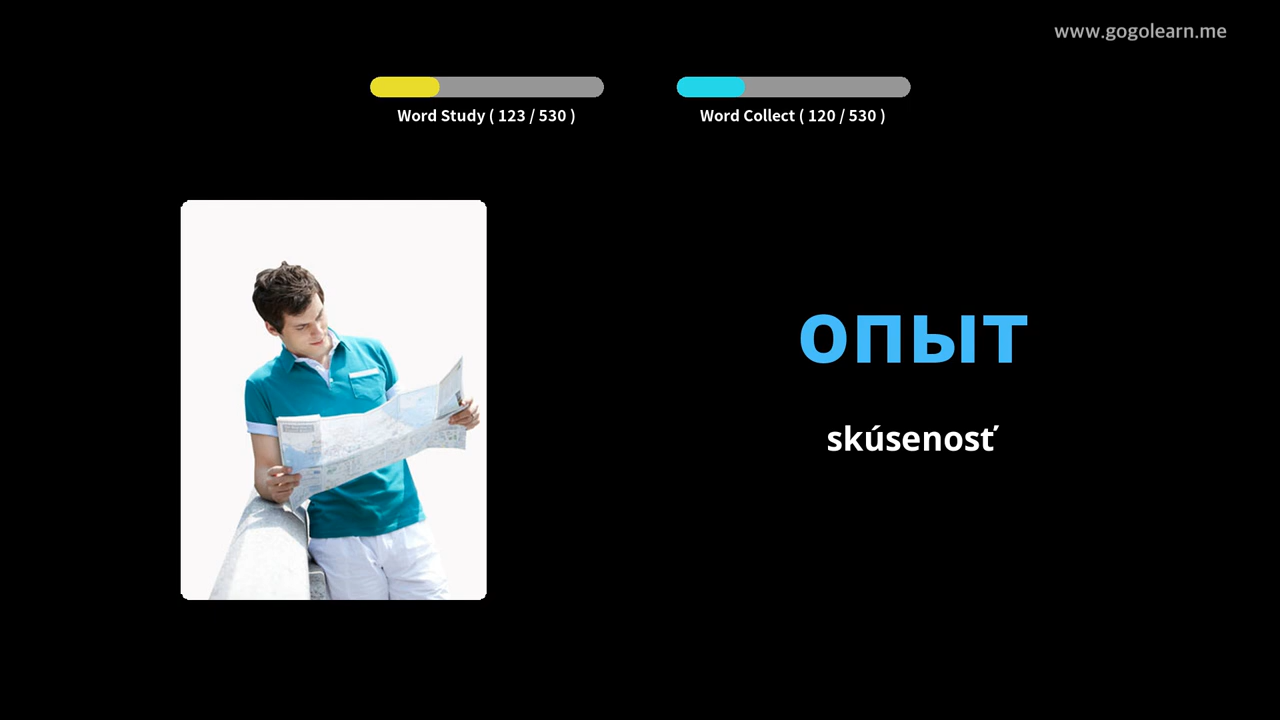 www.gogolearn.me
Word Study ( 123 / 530 )
Word Collect ( 120 / 530 )
опыт
skúsenosť